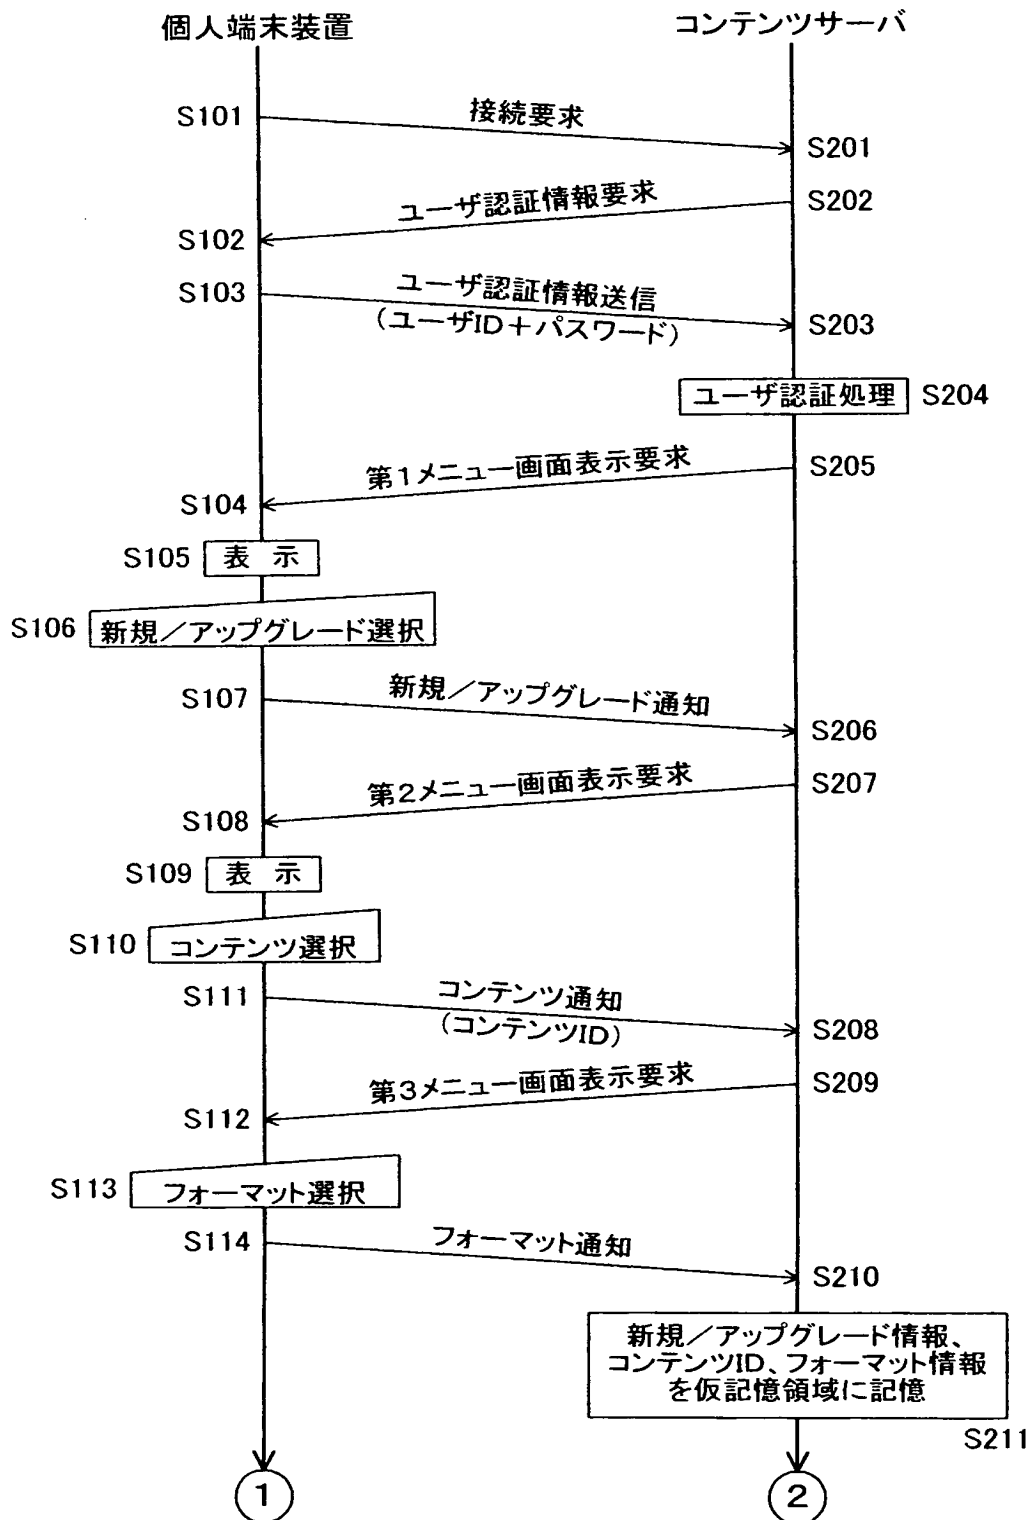 個人端末装置
コンテンツサーバ
S101
接続要求
S201
ユーザ認証情報要求
S202
S102
S103
ユーザ認証情報送信
(ユーザID+パスワード)
S203
ユーザ認証処理
S204
第1メニュー画面表示要求
S205
S104
S105
表 示
S106
新規/アップグレード選択
S107
新規/アップグレード通知
S206
第2メニュー画面表示要求
S207
S108
S109
表 示
S110
コンテンツ選択
S111
コンテンツ通知
(コンテンツID)
S208
第3メニュー画面表示要求
S209
S112
S113
フォーマット選択
S114
フォーマット通知
S210
新規/アップグレード情報、
コンテンツID、フォーマット情報
を仮記憶領域に記憶
S211
1
2